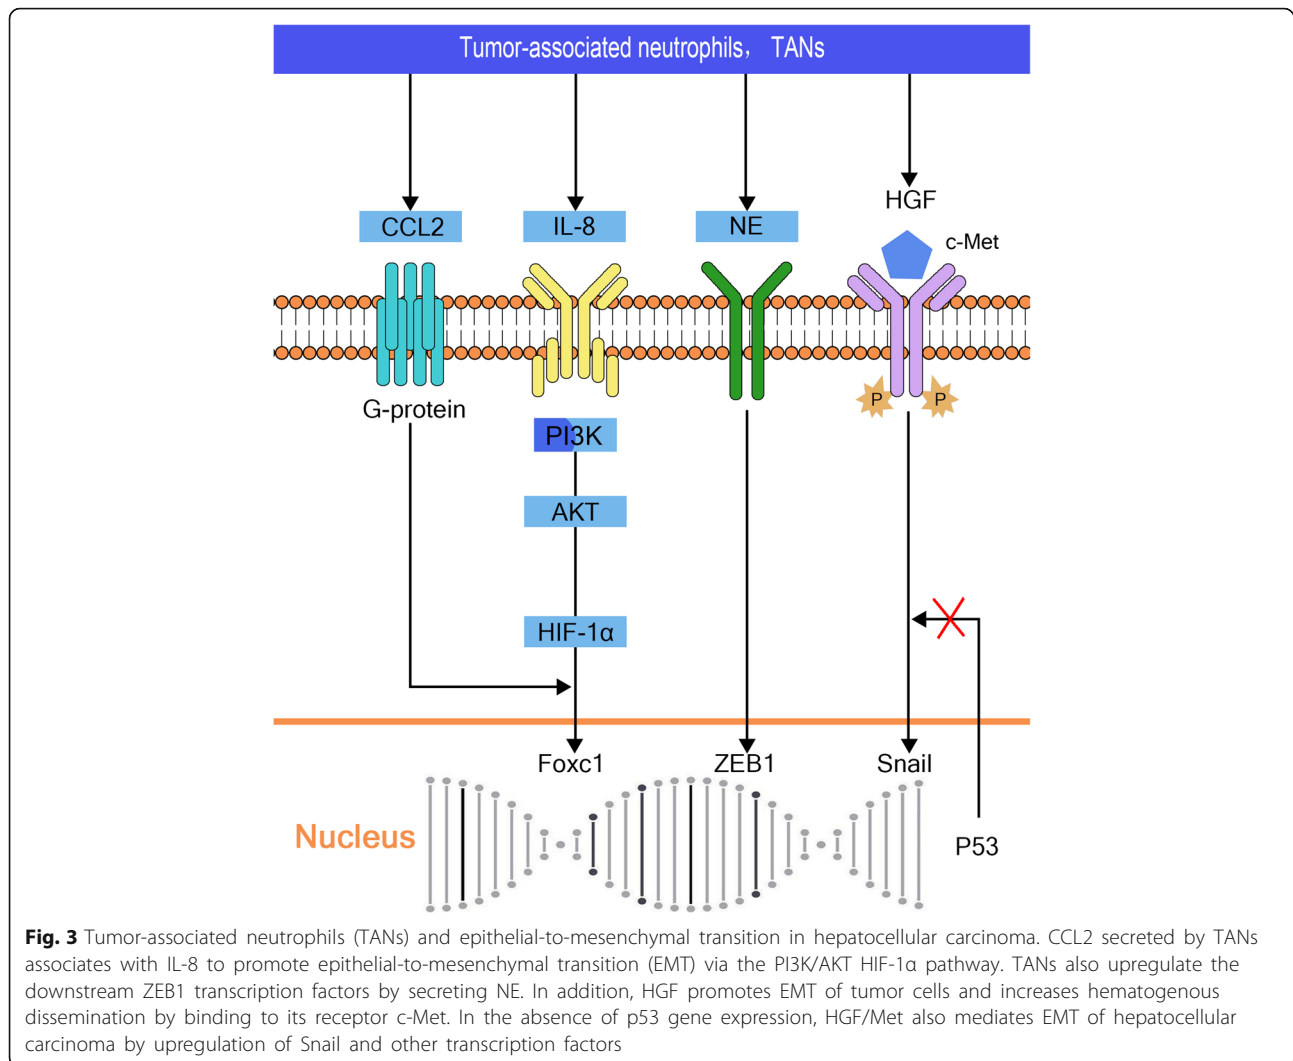 Tumor-associated neutrophils, TANs
CCL2
IL-8
NE
HGF
c-Met
G-protein
P
P
PI3K
AKT
HIF-1α
Foxc1
ZEB1
Snail
Nucleus
P53
Fig. 3 Tumor-associated neutrophils (TANs) and epithelial-to-mesenchymal transition in hepatocellular carcinoma. CCL2 secreted by TANs
associates with IL-8 to promote epithelial-to-mesenchymal transition (EMT) via the PI3K/AKT HIF-1α pathway. TANs also upregulate the
downstream ZEB1 transcription factors by secreting NE. In addition, HGF promotes EMT of tumor cells and increases hematogenous
dissemination by binding to its receptor c-Met. In the absence of p53 gene expression, HGF/Met also mediates EMT of hepatocellular
carcinoma by upregulation of Snail and other transcription factors